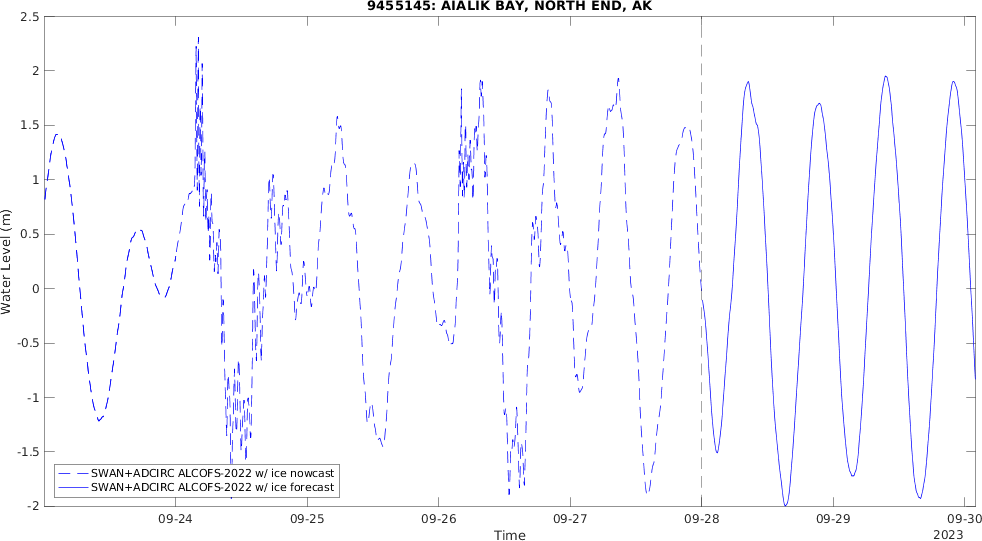 9455145: AIALIK BAY, NORTH END, AK
2.5
2
1.5
1
0.5
0
-0.5
-1
-1.5
-2
Water Level (m)
SWAN+ADCIRC ALCOFS-2022 w/ ice nowcast
SWAN+ADCIRC ALCOFS-2022 w/ ice forecast
09-24 09-25 09-26 09-27 09-28 09-29 09-30
2023
Time